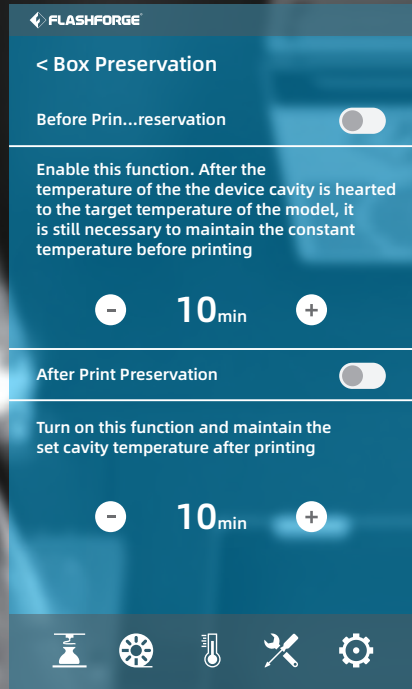 FLASHFORGE
< Box Preservation
Before Prin...reservation
Enable this function. After the
temperature of the the device cavity is hearted
to the target temperature of the model, it
is still necessary to maintain the constant
temperature before printing
- 10min +
After Print Preservation
Turn on this function and maintain the
set cavity temperature after printing
- 10min +